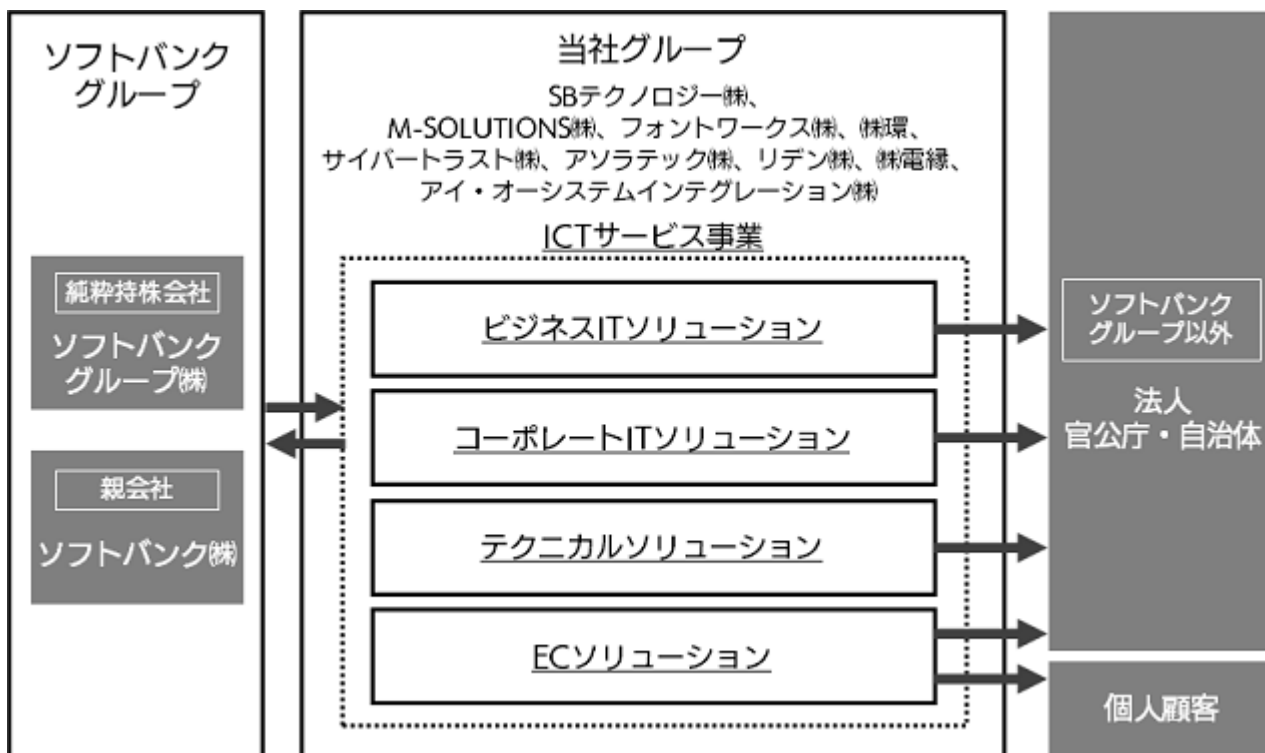 ソフトバンク
グループ
純粋持株会社
ソフトバンク
グループ㈱
親会社
ソフトバンク㈱
当社グループ
SBテクノロジー㈱、
M-SOLUTIONS㈱、フォントワークス㈱、㈱環、
サイバートラスト㈱、アソラテック㈱、リデン㈱、㈱電縁、
アイ・オーシステムインテグレーション㈱
ICTサービス事業
ビジネスITソリューション
コーポレートITソリューション
テクニカルソリューション
ECソリューション
ソフトバンク
グループ以外
法人
官公庁・自治体
個人顧客